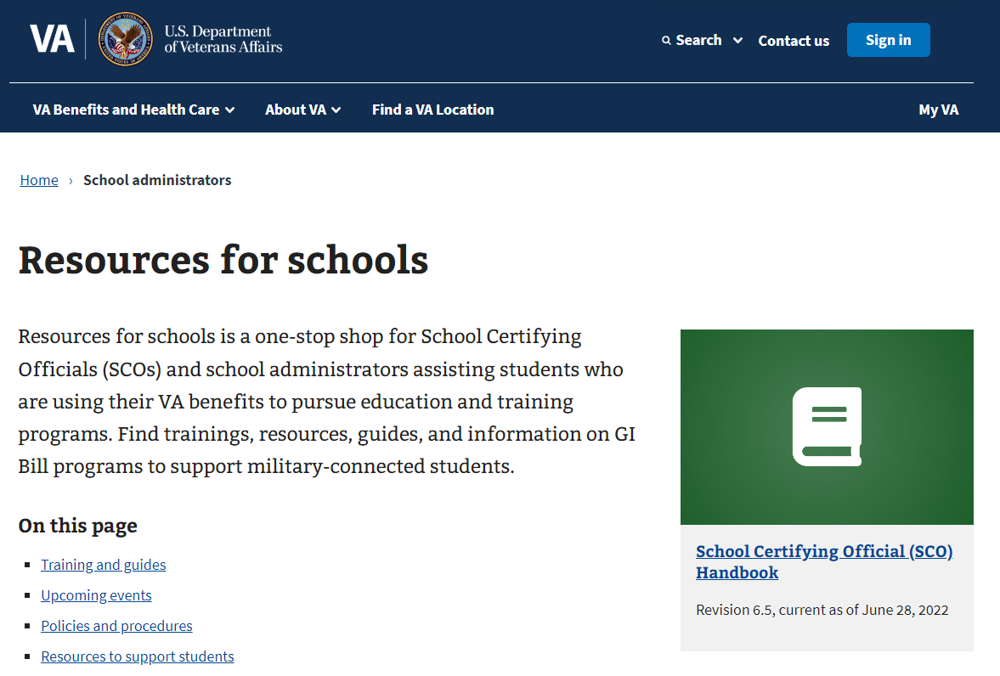 VA
U.S. Department
of Veterans Affairs
Search
Contact us
Sign in
VA Benefits and Health Care
About VA
Find a VA Location
My VA
Home › School administrators
Resources for schools
Resources for schools is a one-stop shop for School Certifying
Officials (SCOs) and school administrators assisting students who
are using their VA benefits to pursue education and training
programs. Find trainings, resources, guides, and information on GI
Bill programs to support military-connected students.
On this page
Training and guides
Upcoming events
Policies and procedures
Resources to support students
School Certifying Official (SCO)
Handbook
Revision 6.5, current as of June 28, 2022